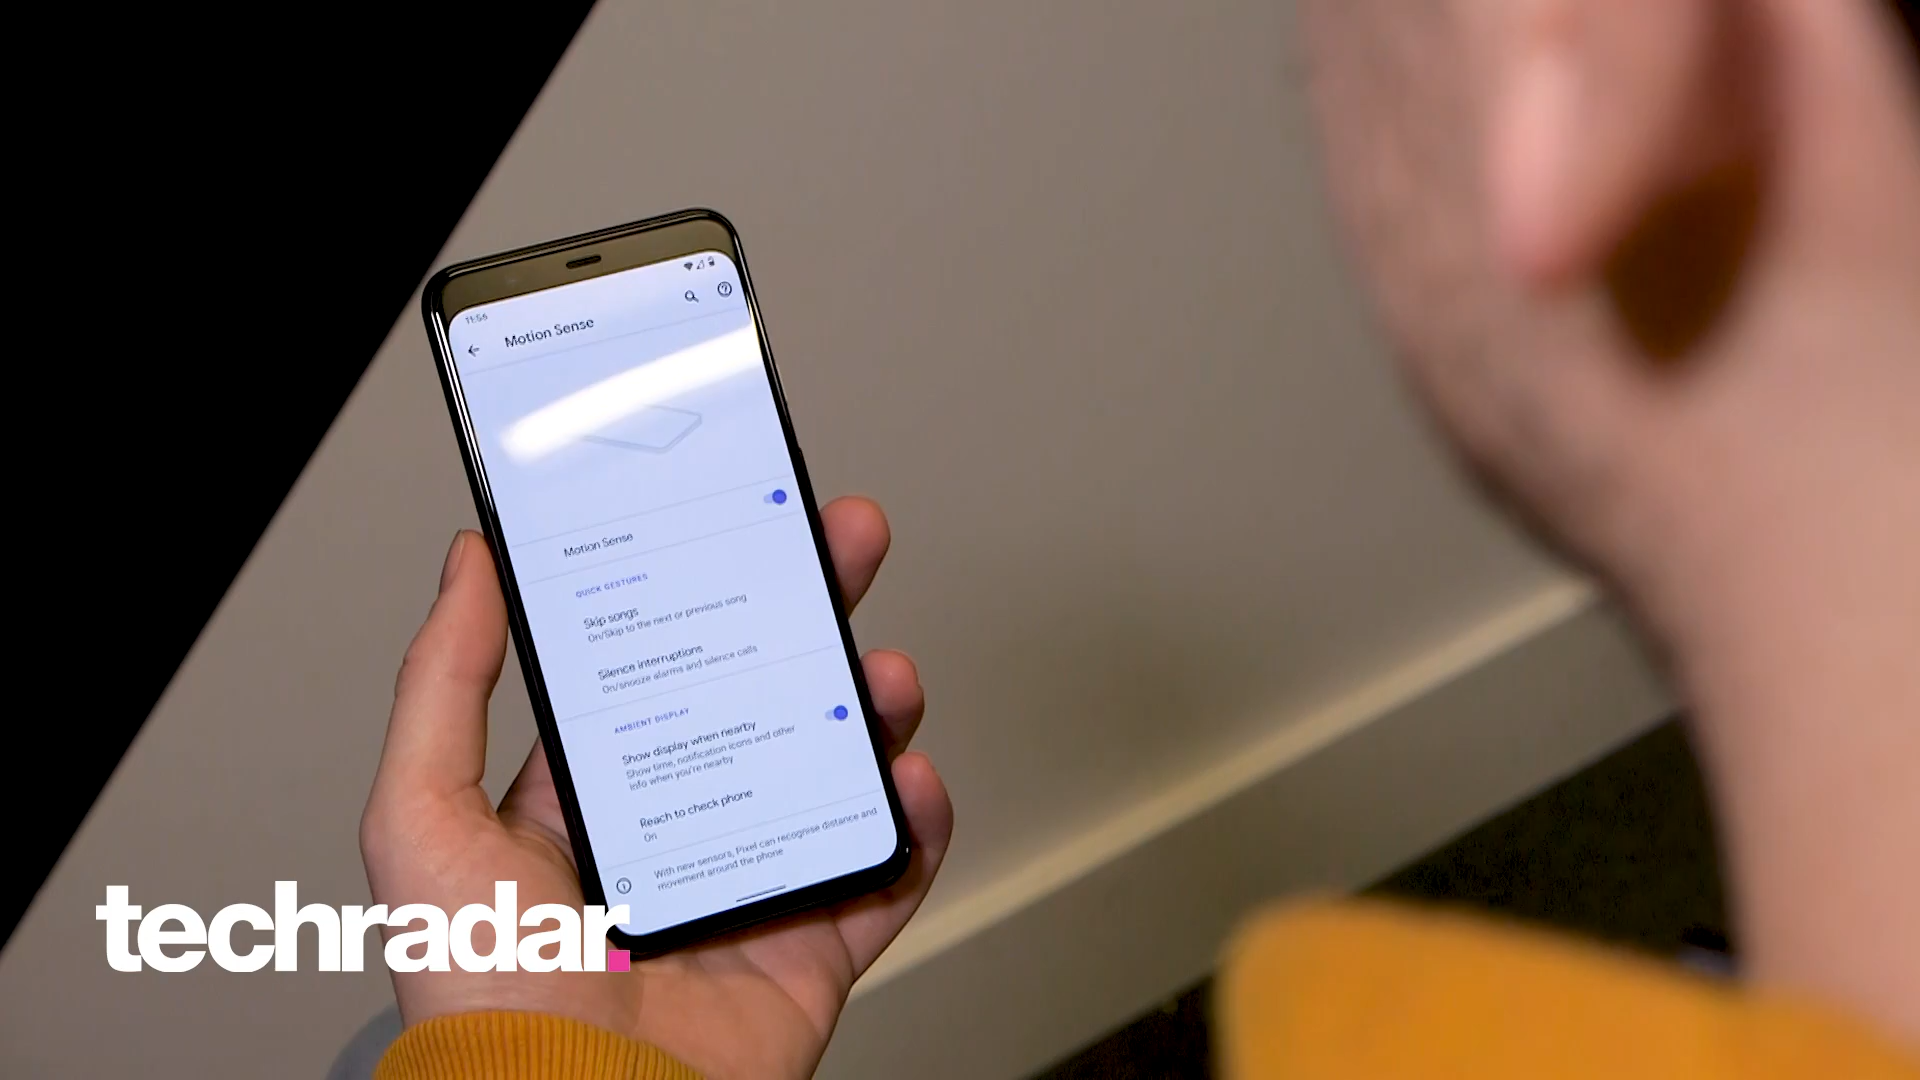 11:56
Motion Sense
Motion Sense
QUICK GESTURES
Skip songs
On/Skip to the next or previous song
Silence interruptions
On/snooze alarms and silence calls
AMBIENT DISPLAY
Show display when nearby
Show time, notification icons and other
info when you're nearby
Reach to check phone
On
With new sensors, Pixel can recognise distance and
movement around the phone
techradar.